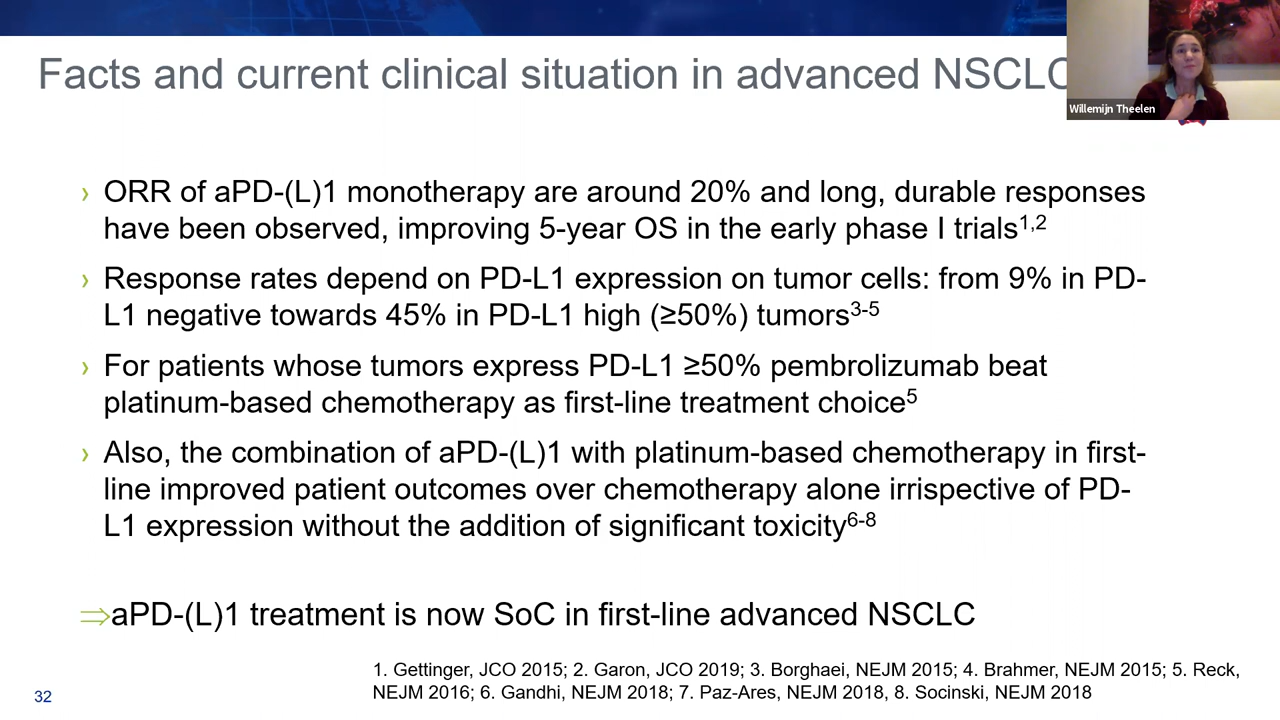 Facts and current clinical situation in advanced NSCLC
Willemijn Theelen
› ORR of aPD-(L)1 monotherapy are around 20% and long, durable responses
have been observed, improving 5-year OS in the early phase I trials1,2
› Response rates depend on PD-L1 expression on tumor cells: from 9% in PD-
L1 negative towards 45% in PD-L1 high (≥50%) tumors3-5
› For patients whose tumors express PD-L1 ≥50% pembrolizumab beat
platinum-based chemotherapy as first-line treatment choice5
› Also, the combination of aPD-(L)1 with platinum-based chemotherapy in first-
line improved patient outcomes over chemotherapy alone irrispective of PD-
L1 expression without the addition of significant toxicity6-8
⇒aPD-(L)1 treatment is now SoC in first-line advanced NSCLC
1. Gettinger, JCO 2015; 2. Garon, JCO 2019; 3. Borghaei, NEJM 2015; 4. Brahmer, NEJM 2015; 5. Reck,
NEJM 2016; 6. Gandhi, NEJM 2018; 7. Paz-Ares, NEJM 2018, 8. Socinski, NEJM 2018
32